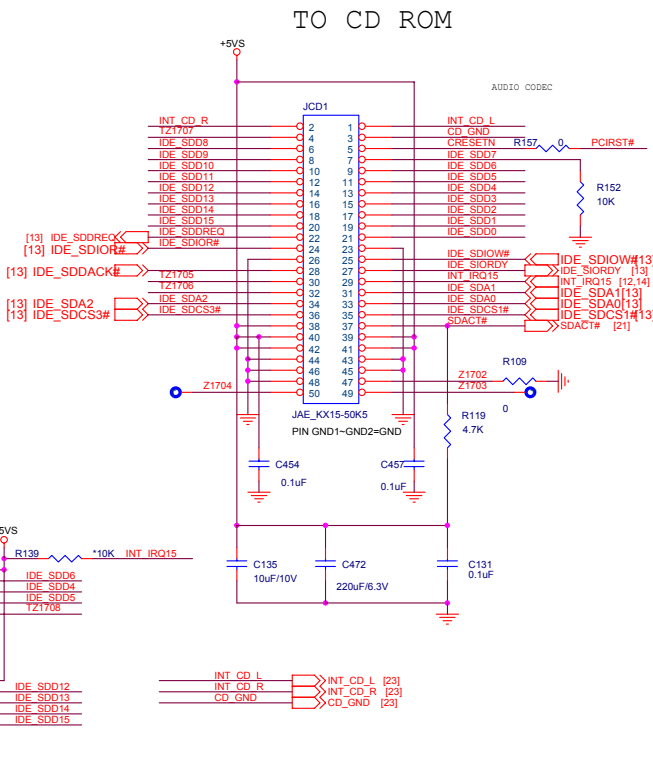 TO CD ROM
+5VS
AUDIO CODEC
JCD1
INT_CD_R 2 1 INT_CD_L
TZ1707 4 3 CD_GND
IDE_SDD8 6 5 CRESETN R157 0 PCIRST#
IDE_SDD9 8 7 IDE_SDD7
IDE_SDD10 10 9 IDE_SDD6
IDE_SDD11 12 11 IDE_SDD5
IDE_SDD12 14 13 IDE_SDD4
IDE_SDD13 16 15 IDE_SDD3
IDE_SDD14 18 17 IDE_SDD2
IDE_SDD15 20 19 IDE_SDD1
[13] IDE_SDDREQ IDE_SDDREQ 22 21 IDE_SDD0
[13] IDE_SDIOR# IDE_SDIOR# 24 23
R152
10K
26 25 IDE_SDIOW# IDE_SDIOW#[13]
[13] IDE_SDDACK# 28 27 IDE_SIORDY IDE_SIORDY [13]
TZ1705 30 29 INT_IRQ15 INT_IRQ15 [12,14]
TZ1706 32 31 IDE_SDA1 IDE_SDA1[13]
[13] IDE_SDA2 IDE_SDA2 34 33 IDE_SDA0 IDE_SDA0[13]
[13] IDE_SDCS3# IDE_SDCS3# 36 35 IDE_SDCS1# IDE_SDCS1#[13]
38 37 SDACT# SDACT# [21]
40 39
42 41
44 43
46 45
48 47 Z1702 R109
Z1704 50 49 Z1703
0
JAE_KX15-50K5
PIN GND1~GND2=GND
R119
4.7K
C454
0.1uF
C457
0.1uF
C135
10uF/10V
C472
220uF/6.3V
C131
0.1uF
5VS
R139 *10K INT_IRQ15
IDE_SDD6
IDE_SDD4
IDE_SDD5
TZ1708
IDE_SDD12
IDE_SDD13
IDE_SDD14
IDE_SDD15
INT_CD_L INT_CD_L [23]
INT_CD_R INT_CD_R [23]
CD_GND CD_GND [23]